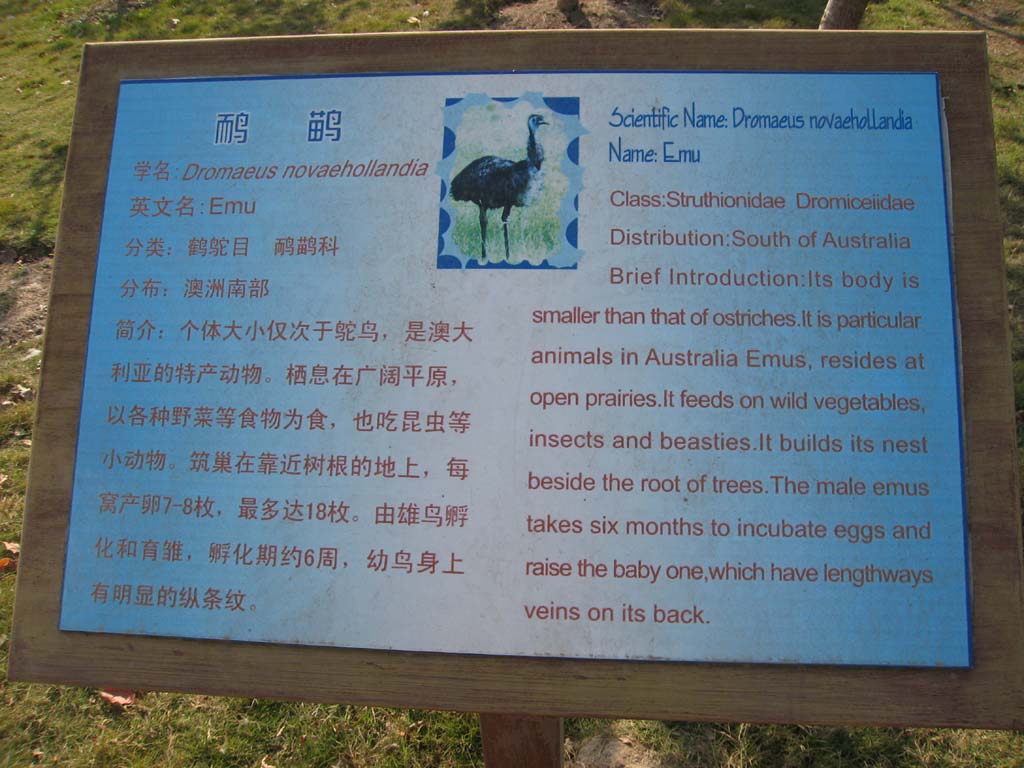 鸸 鹋
学名:Dromaeus novaehollandia
英文名:Emu
分类: 鹤鸵目 鸸鹋科
分布: 澳洲南部
简介: 个体大小仅次于鸵鸟，是澳大
利亚的特产动物。栖息在广阔平原，
以各种野菜等食物为食，也吃昆虫等
小动物。筑巢在靠近树根的地上，每
窝产卵7-8枚，最多达18枚。由雄鸟孵
化和育雏，孵化期约6周，幼鸟身上
有明显的纵条纹。
Scientific Name: Dromaeus novaehollandia
Name: Emu
Class:Struthionidae Dromiceiidae
Distribution:South of Australia
Brief Introduction:Its body is
smaller than that of ostriches.It is particular
animals in Australia Emus, resides at
open prairies.It feeds on wild vegetables,
insects and beasties.It builds its nest
beside the root of trees.The male emus
takes six months to incubate eggs and
raise the baby one,which have lengthways
veins on its back.